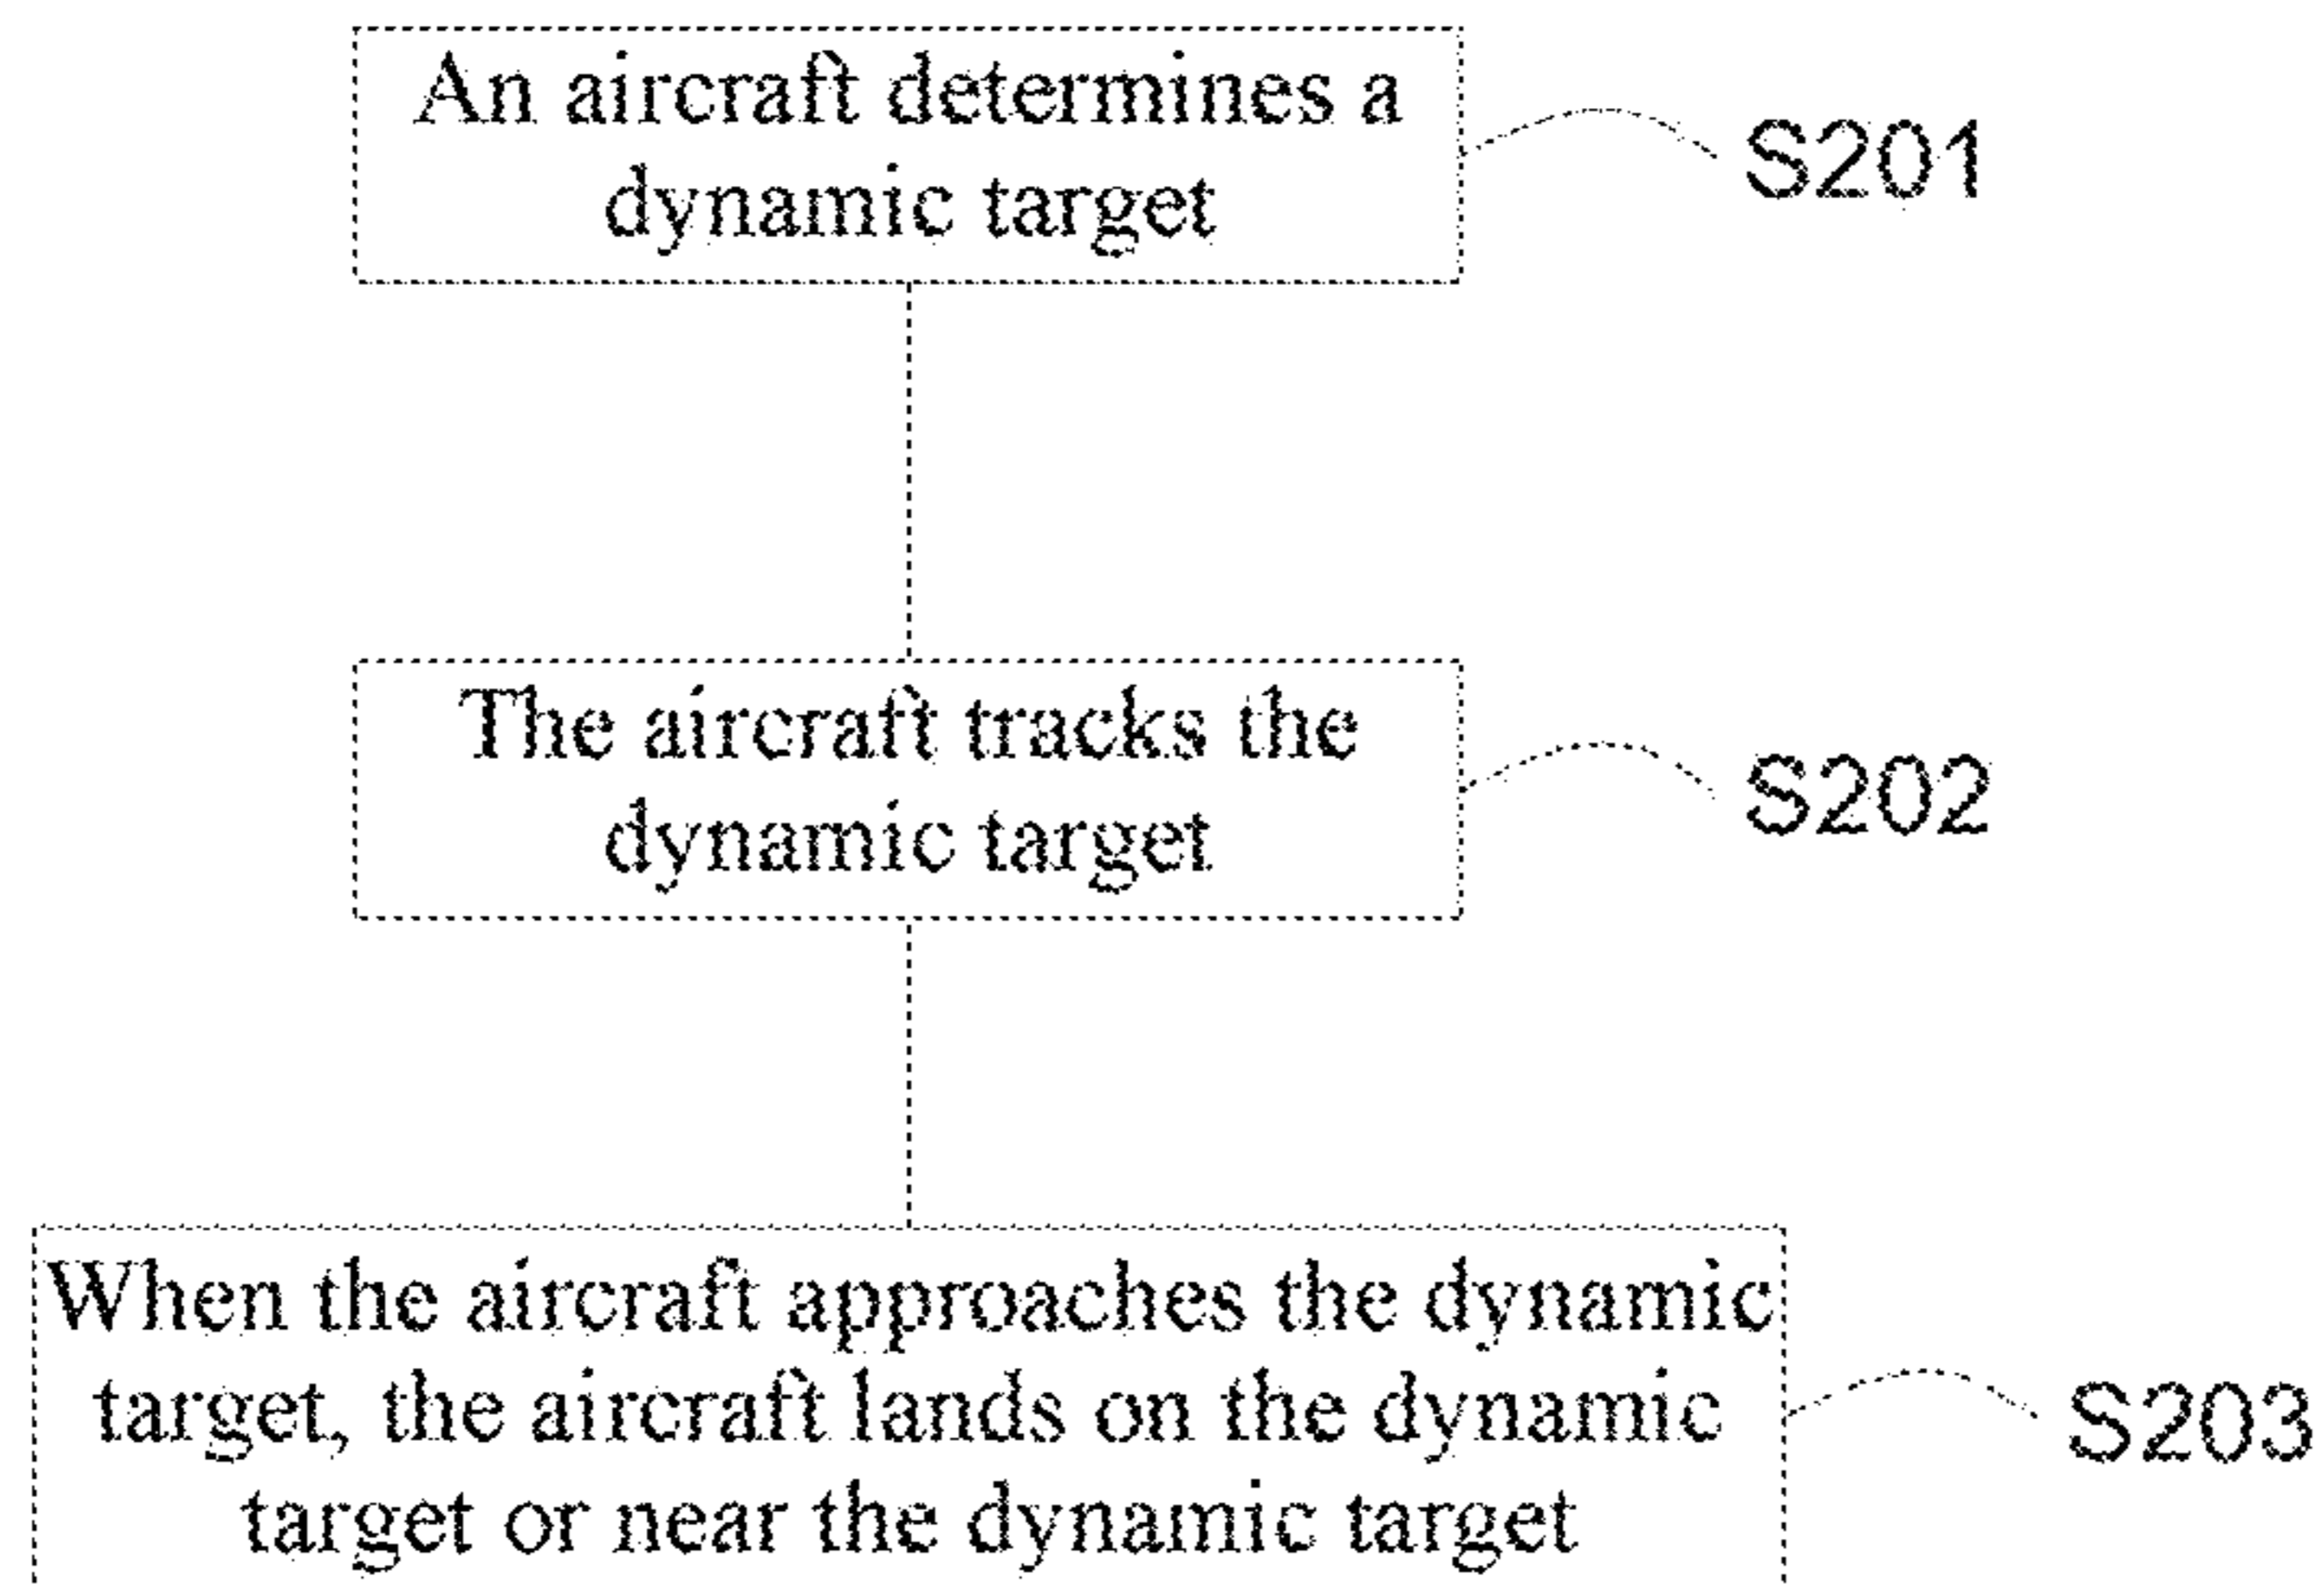 An aircraft determines a
dynamic target
S201
The aircraft tracks the
dynamic target
S202
When the aircraft approaches the dynamic
target, the aircraft lands on the dynamic
target or near the dynamic target
S203